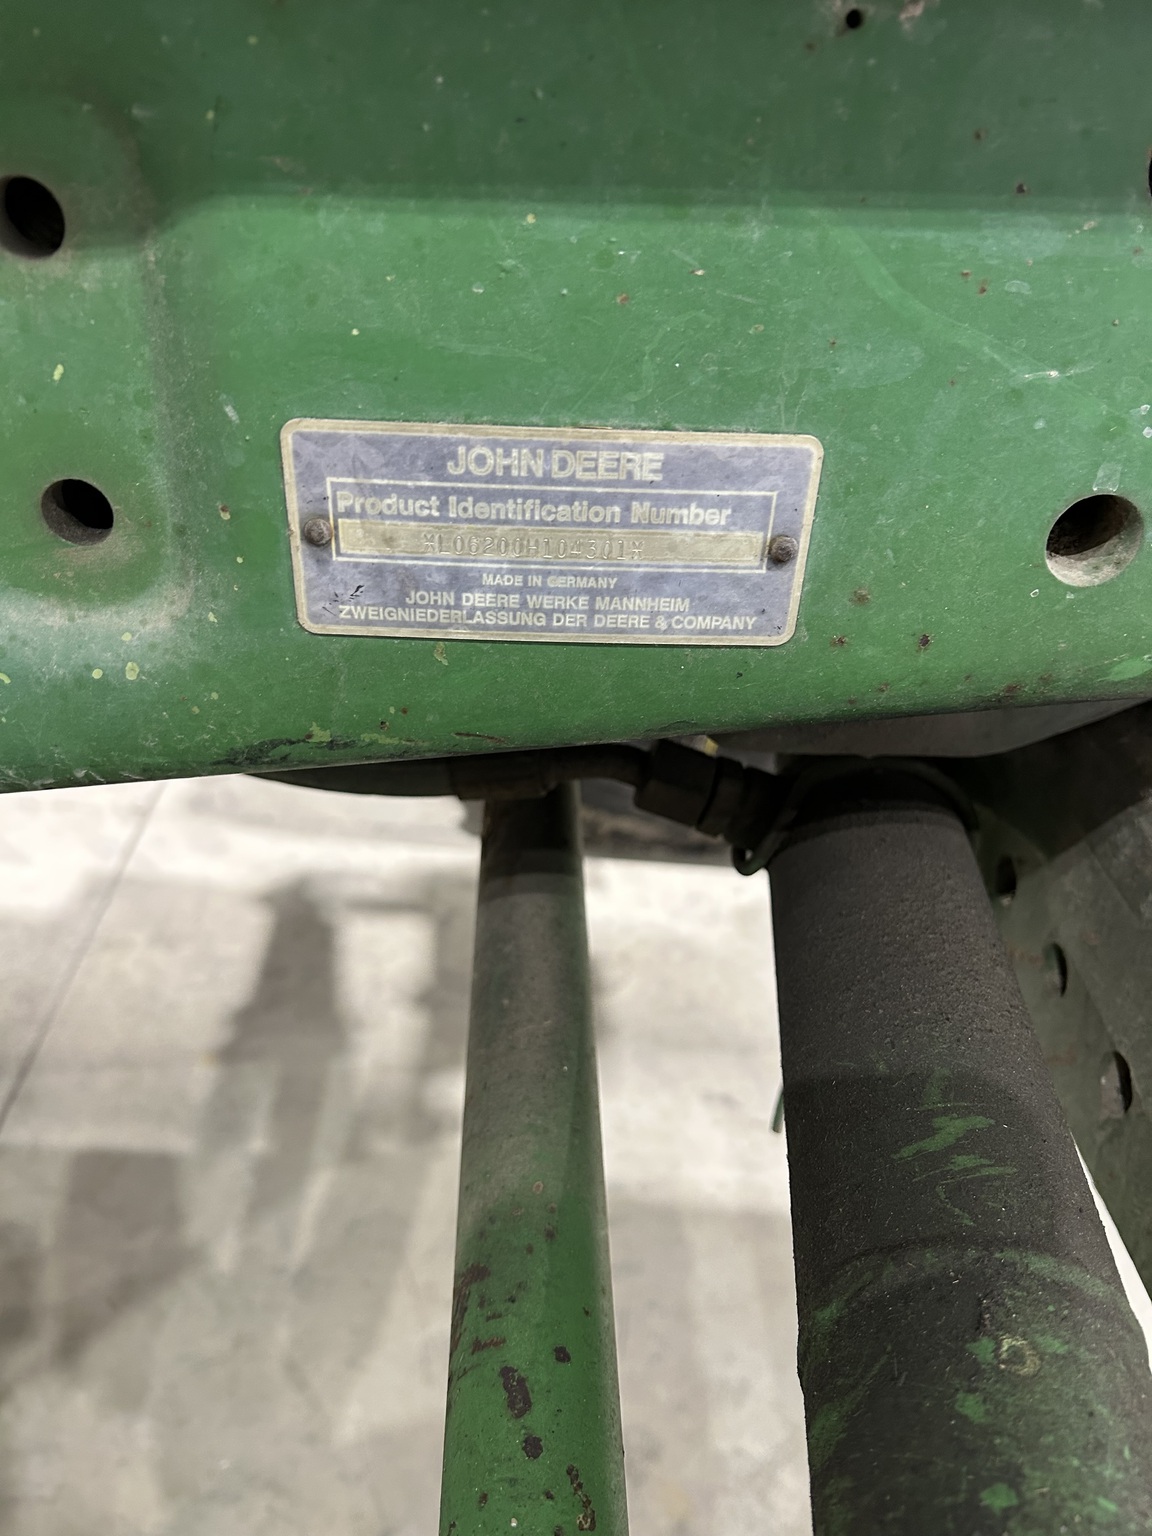 JOHN DEERE
Product Identification Number
*L06200H104301*
MADE IN GERMANY
JOHN DEERE WERKE MANNHEIM
ZWEIGNIEDERLASSUNG DER DEERE & COMPANY